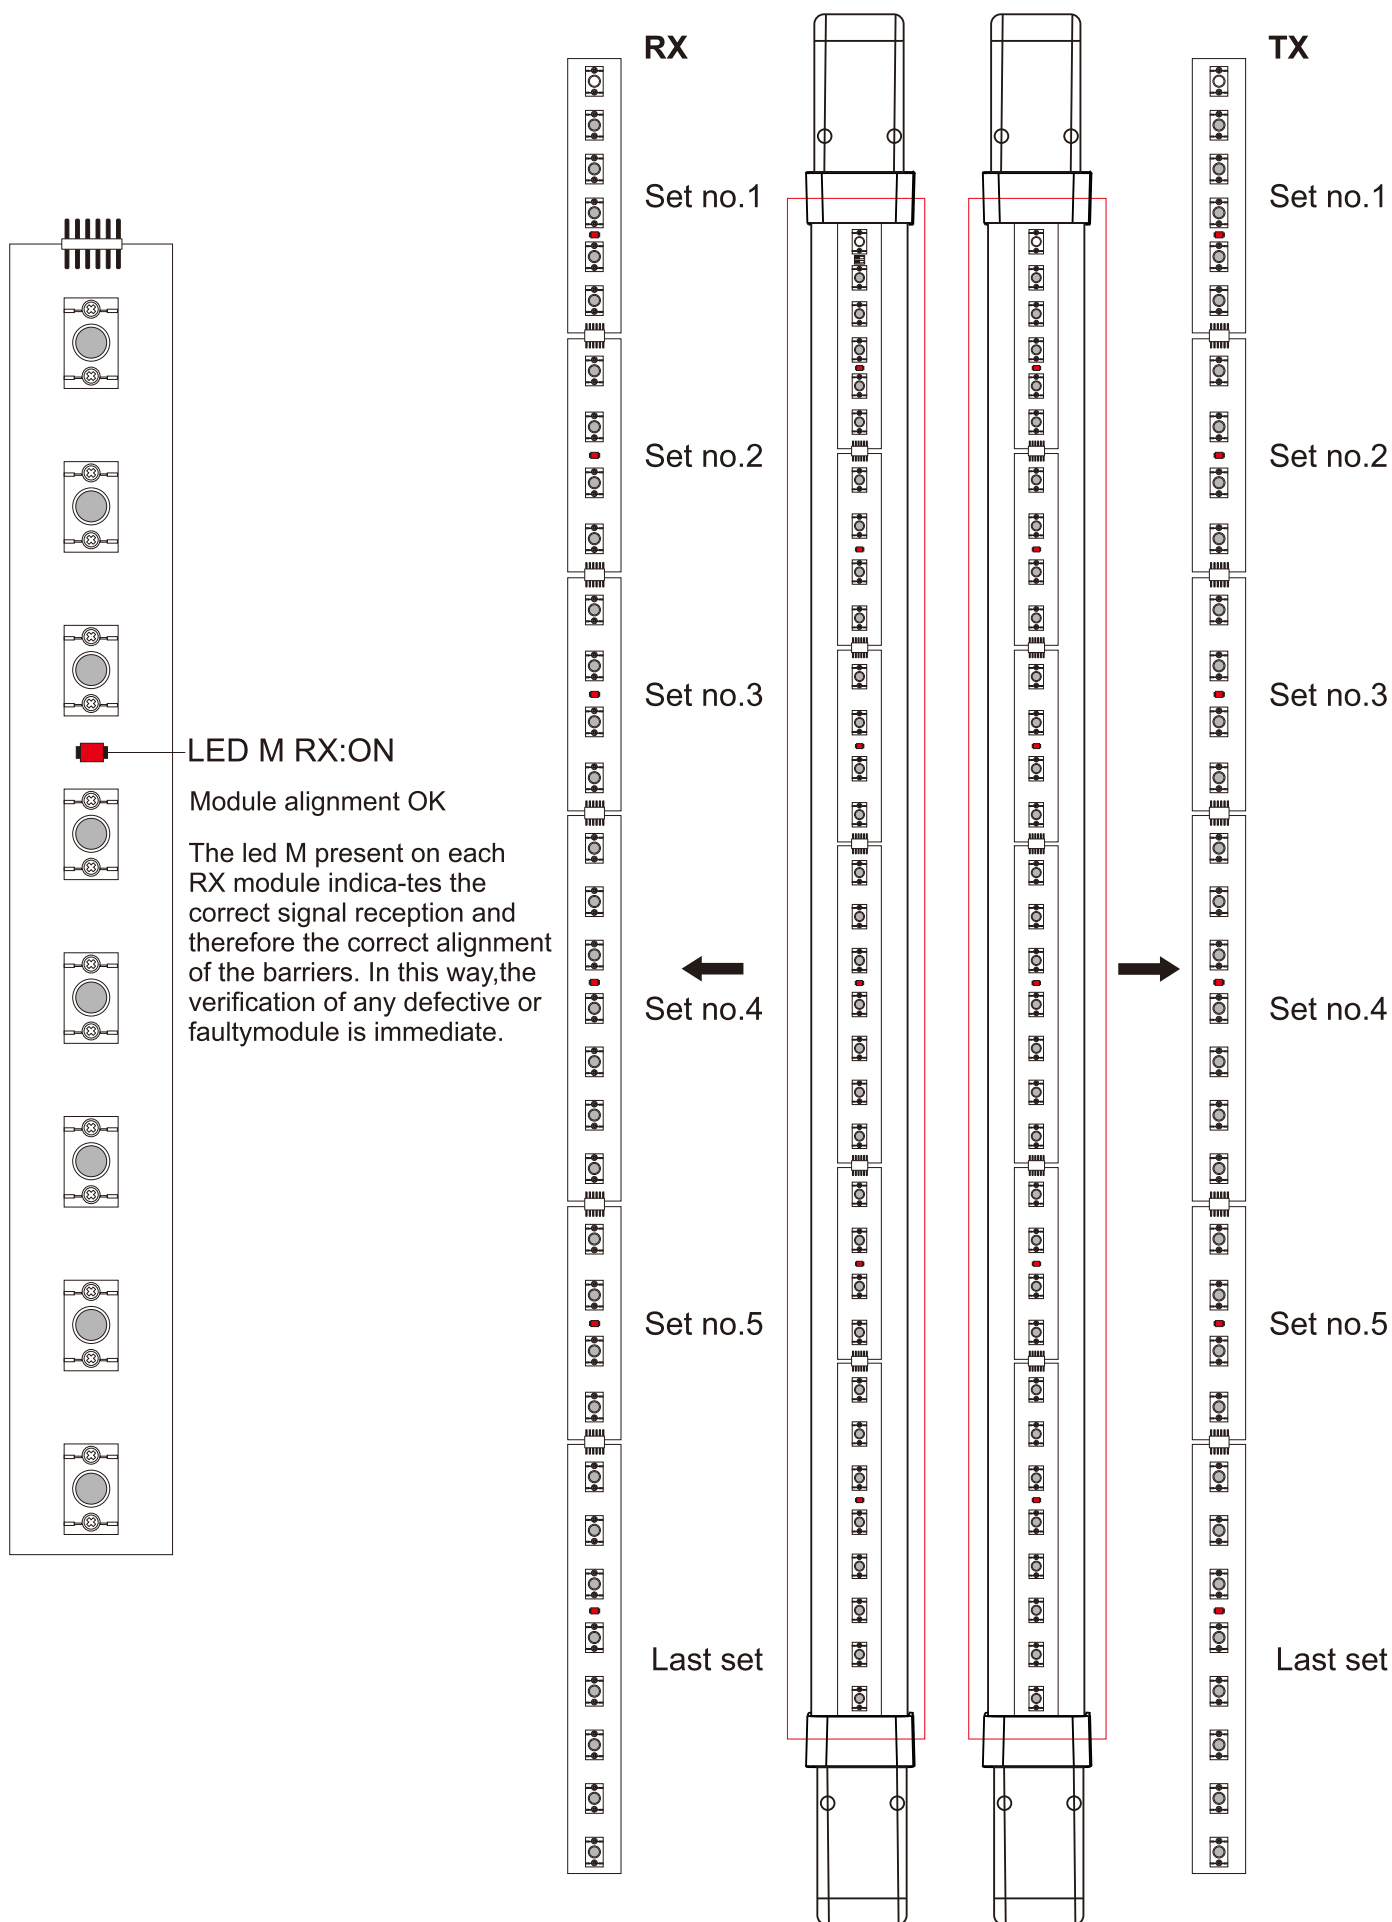 RX
TX
Set no.1
Set no.1
Set no.2
Set no.2
Set no.3
Set no.3
LED M RX:ON
Module alignment OK
The led M present on each
RX module indica-tes the
correct signal reception and
therefore the correct alignment
of the barriers. In this way,the
verification of any defective or
faultymodule is immediate.
Set no.4
Set no.4
Set no.5
Set no.5
Last set
Last set